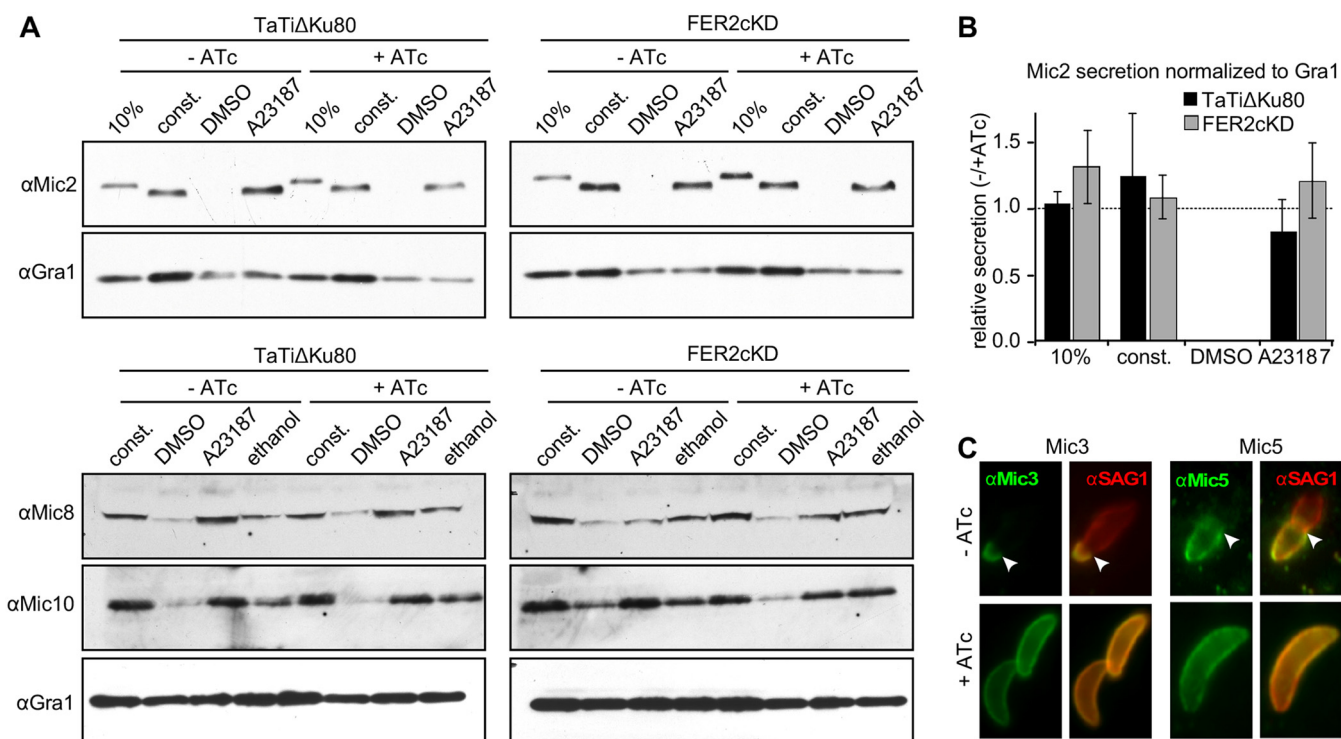 A
TaTiΔKu80
FER2cKD
- ATc
+ ATc
- ATc
+ ATc
10% const. DMSO A23187 10% const. DMSO A23187
10% const. DMSO A23187 10% const. DMSO A23187
αMic2
αGra1
TaTiΔKu80
FER2cKD
- ATc
+ ATc
- ATc
+ ATc
const. DMSO A23187 ethanol const. DMSO A23187 ethanol
const. DMSO A23187 ethanol const. DMSO A23187 ethanol
αMic8
αMic10
αGra1
B
Mic2 secretion normalized to Gra1
TaTiΔKu80
FER2cKD
relative secretion (-/+ATc)
1.5
1.0
0.5
0.0
10% const. DMSO A23187
C
Mic3
Mic5
αMic3
αSAG1
αMic5
αSAG1
- ATc
+ ATc